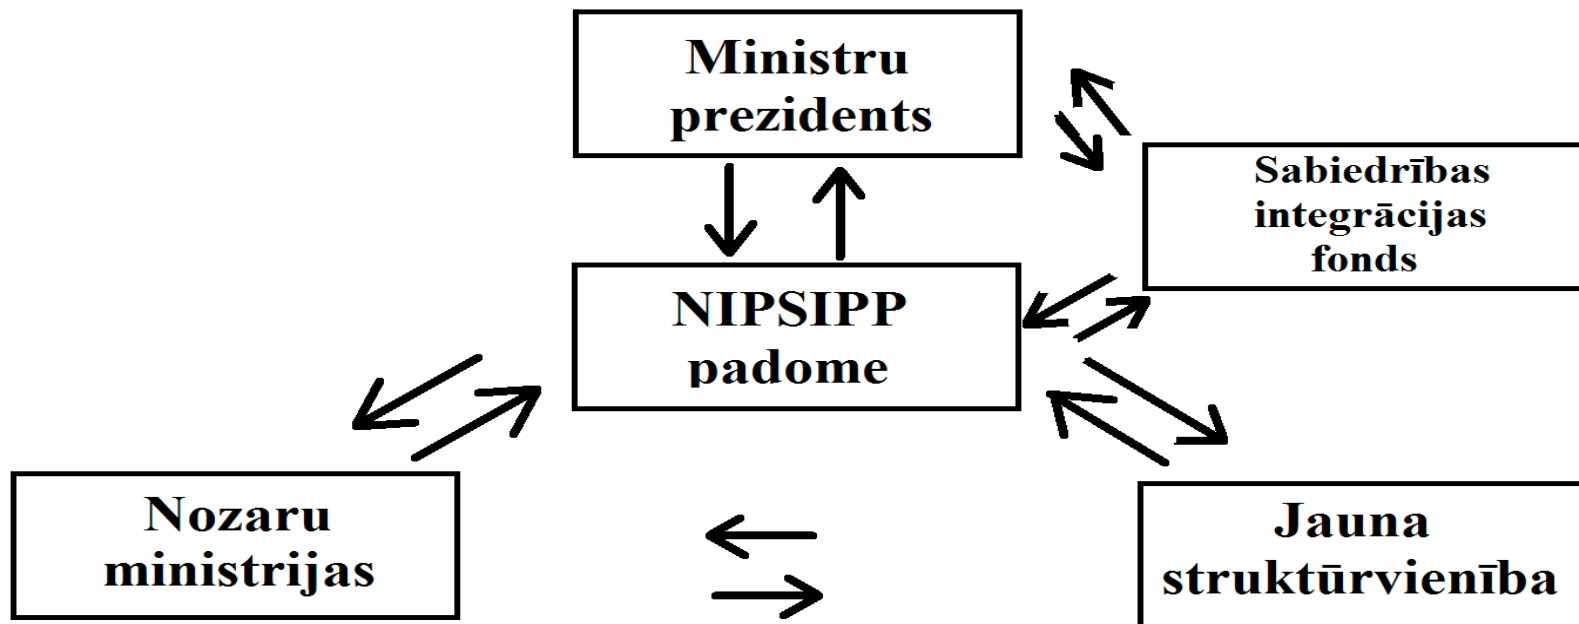 Ministru
prezidents
Sabiedrības
integrācijas
fonds
NIPSIPP
padome
Nozaru
ministrijas
Jauna
struktūrvienība